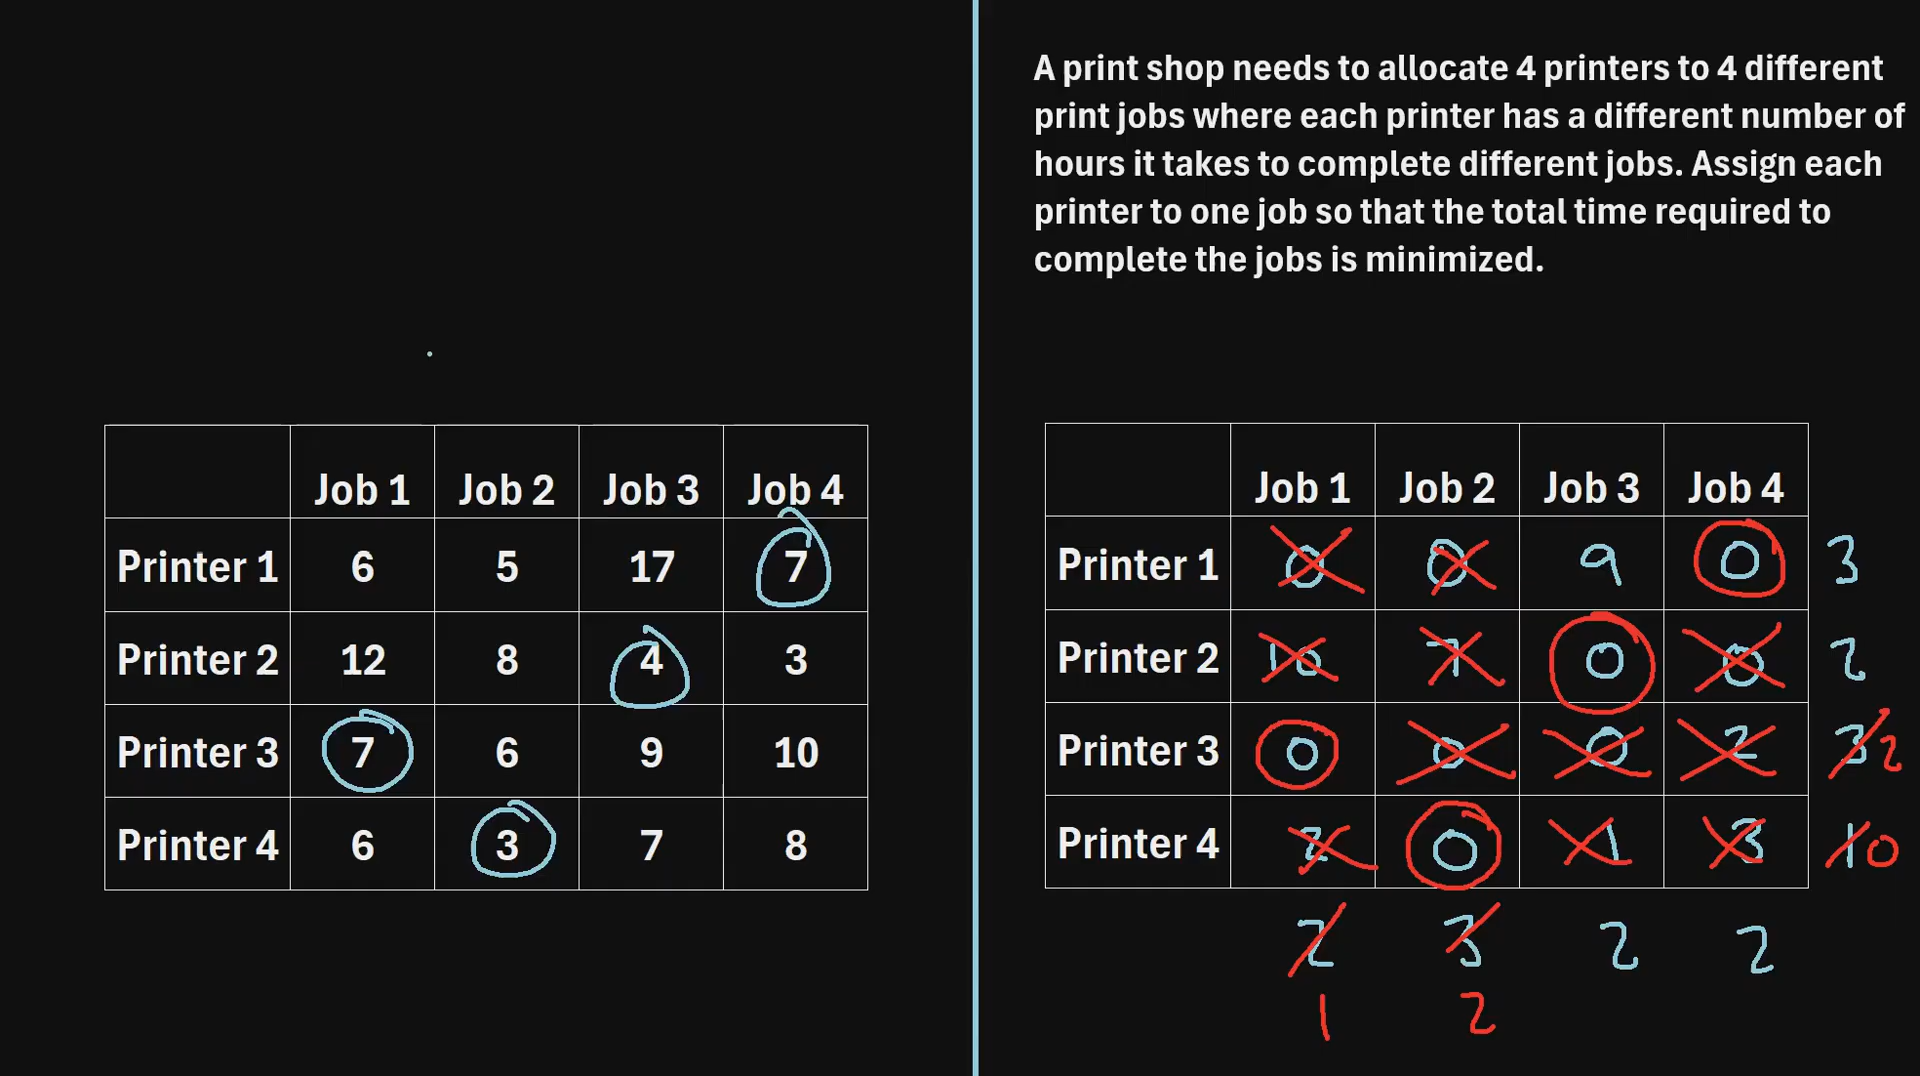 A print shop needs to allocate 4 printers to 4 different
print jobs where each printer has a different number of
hours it takes to complete different jobs. Assign each
printer to one job so that the total time required to
complete the jobs is minimized.
Job 1 Job 2 Job 3 Job 4
Printer 1 6 5 17 7
Printer 2 12 8 4 3
Printer 3 7 6 9 10
Printer 4 6 3 7 8
Job 1 Job 2 Job 3 Job 4
Printer 1 0 0 9 0 3
Printer 2 10 7 0 0 2
Printer 3 0 0 0 2 3 2
Printer 4 2 0 1 3 1 0
2 3 2 2
1 2